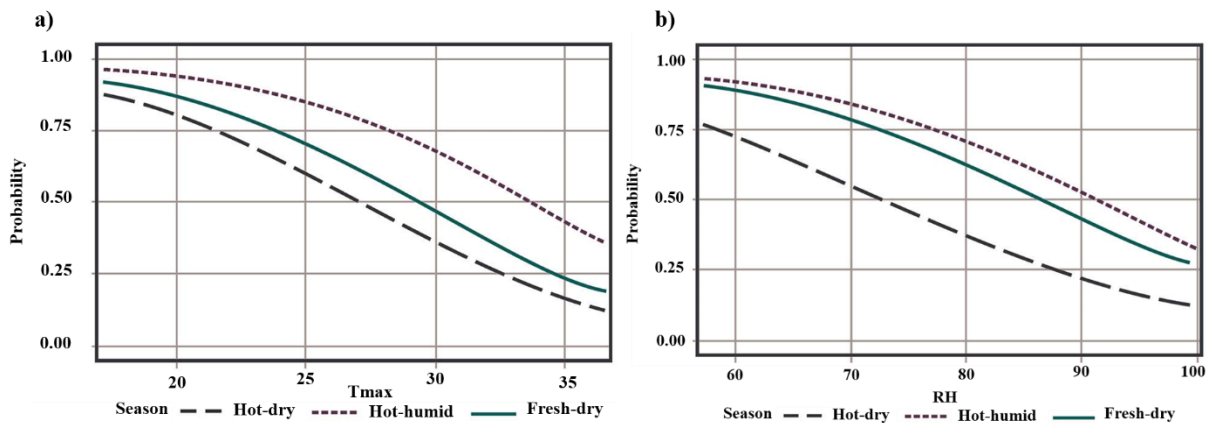 a)
1.00
0.75
0.50
0.25
0.00
Probability
20 25 30 35
Tmax
Season Hot-dry Hot-humid Fresh-dry
b)
1.00
0.75
0.50
0.25
0.00
Probability
60 70 80 90 100
RH
Season Hot-dry Hot-humid Fresh-dry